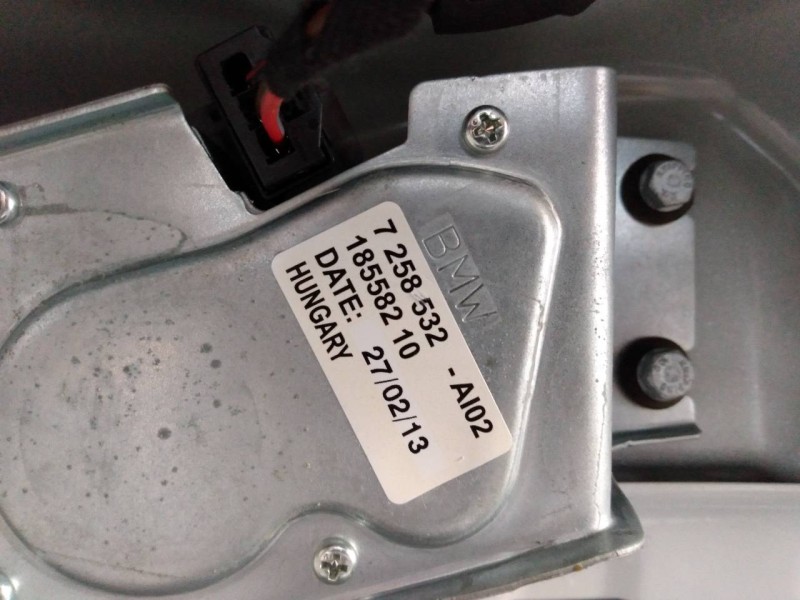 BMW
7 258 532 - AI02
185582 10
DATE: 27/02/13
HUNGARY